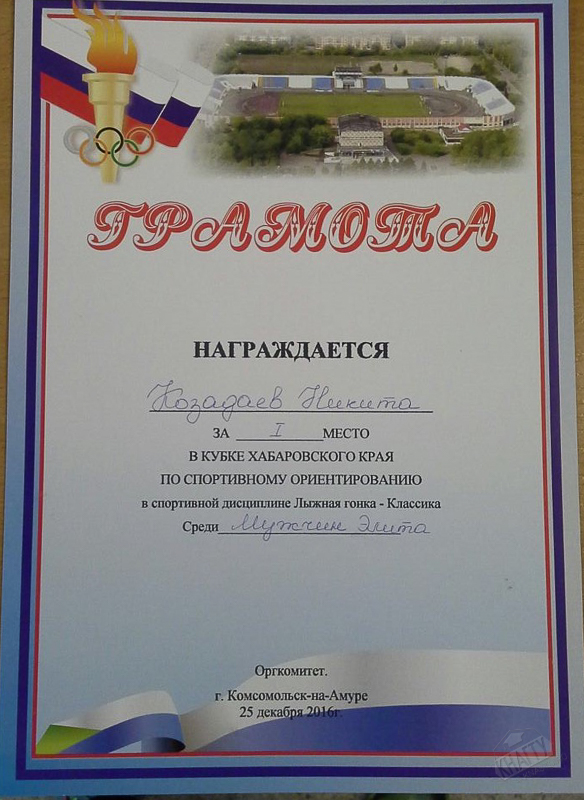 ГРАМОТА
НАГРАЖДАЕТСЯ
Козадаев Никита
ЗА I МЕСТО
В КУБКЕ ХАБАРОВСКОГО КРАЯ
ПО СПОРТИВНОМУ ОРИЕНТИРОВАНИЮ
в спортивной дисциплине Лыжная гонка - Классика
Среди Мужчин Элита
Оргкомитет.
г. Комсомольск-на-Амуре
25 декабря 2016г.
КНАГТУ